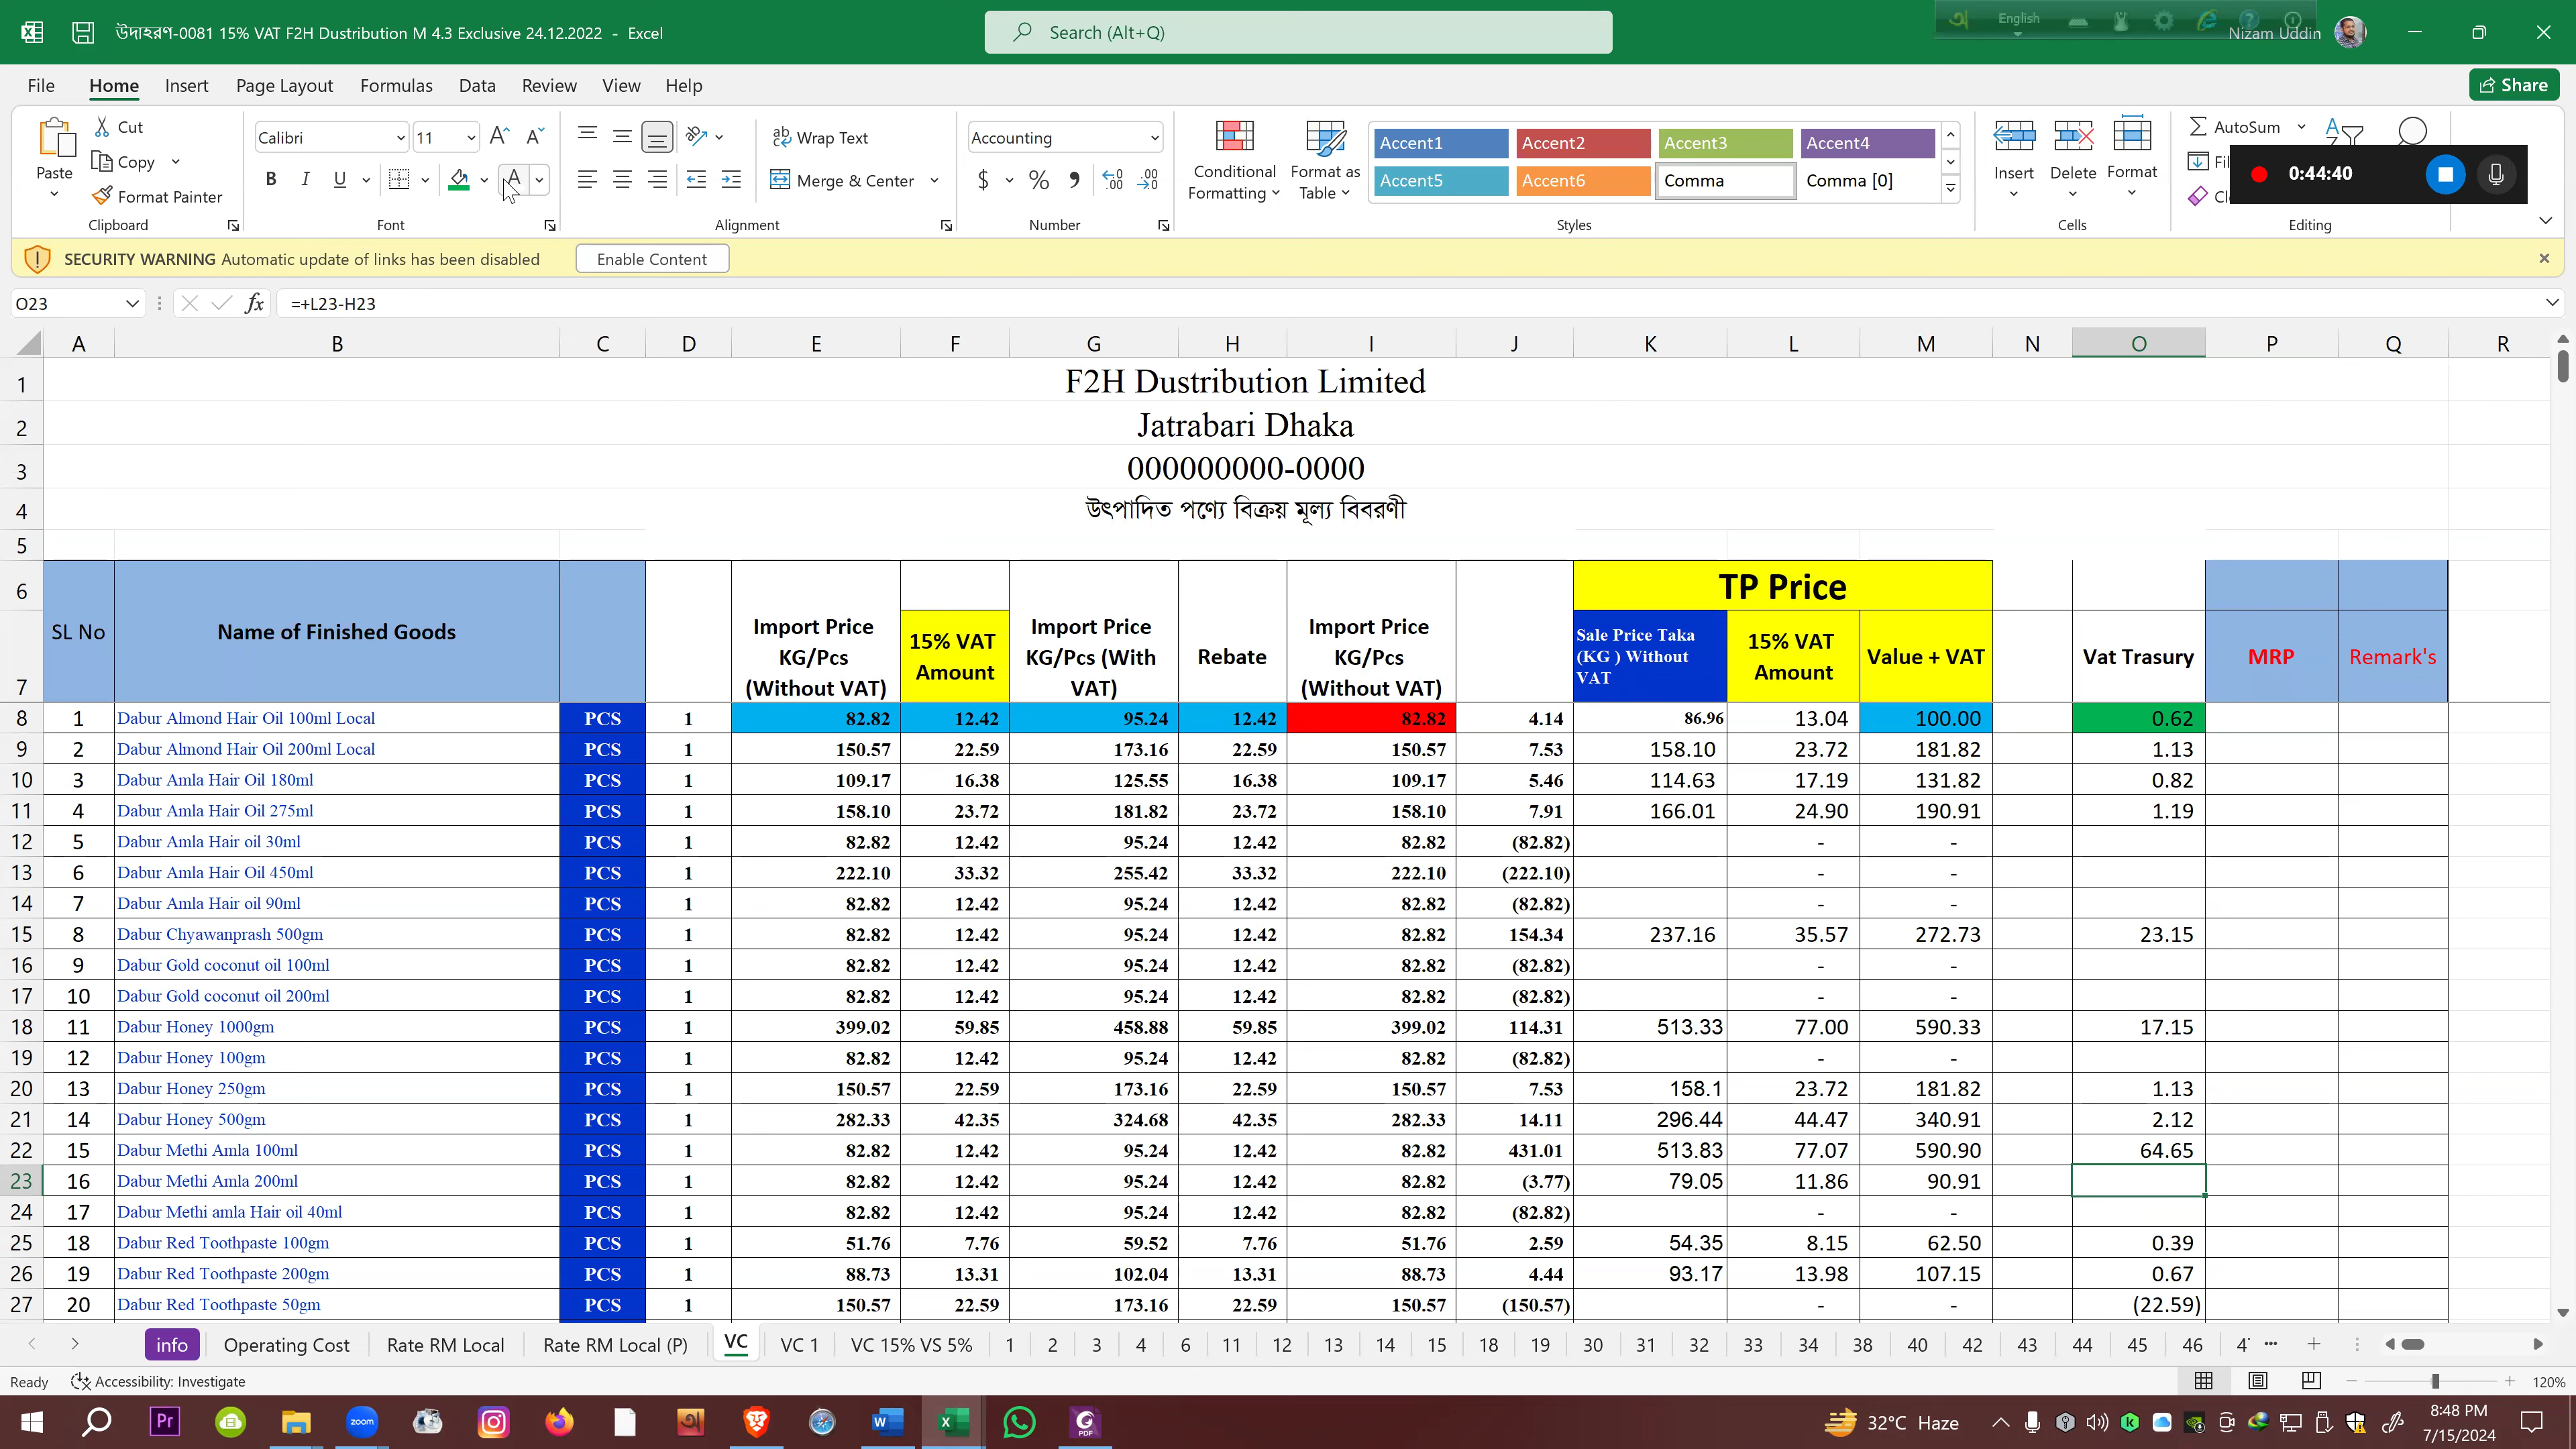 উদাহরণ-0081 15% VAT F2H Dustribution M 4.3 Exclusive 24.12.2022 - Excel
Search (Alt+Q)
English
Nizam Uddin
File Home Insert Page Layout Formulas Data Review View Help
Share
Paste
Cut
Copy
Format Painter
Clipboard
Calibri 11
B I U
Font
Wrap Text
Merge & Center
Alignment
Accounting
$ % ,
Number
Conditional Formatting
Format as Table
Accent1 Accent2 Accent3 Accent4
Accent5 Accent6 Comma Comma [0]
Styles
Insert Delete Format
Cells
AutoSum
Editing
0:44:40
SECURITY WARNING Automatic update of links has been disabled
Enable Content
O23 fx =+L23-H23
A B C D E F G H I J K L M N O P Q R
1 F2H Dustribution Limited
2 Jatrabari Dhaka
3 000000000-0000
4 উৎপাদিত পণ্যে বিক্রয় মূল্য বিবরণী
5
6 TP Price
7 SL No Name of Finished Goods Import Price KG/Pcs (Without VAT) 15% VAT Amount Import Price KG/Pcs (With VAT) Rebate Import Price KG/Pcs (Without VAT) Sale Price Taka (KG ) Without VAT 15% VAT Amount Value + VAT Vat Trasury MRP Remark's
8 1 Dabur Almond Hair Oil 100ml Local PCS 1 82.82 12.42 95.24 12.42 82.82 4.14 86.96 13.04 100.00 0.62
9 2 Dabur Almond Hair Oil 200ml Local PCS 1 150.57 22.59 173.16 22.59 150.57 7.53 158.10 23.72 181.82 1.13
10 3 Dabur Amla Hair Oil 180ml PCS 1 109.17 16.38 125.55 16.38 109.17 5.46 114.63 17.19 131.82 0.82
11 4 Dabur Amla Hair Oil 275ml PCS 1 158.10 23.72 181.82 23.72 158.10 7.91 166.01 24.90 190.91 1.19
12 5 Dabur Amla Hair oil 30ml PCS 1 82.82 12.42 95.24 12.42 82.82 (82.82) - -
13 6 Dabur Amla Hair Oil 450ml PCS 1 222.10 33.32 255.42 33.32 222.10 (222.10) - -
14 7 Dabur Amla Hair oil 90ml PCS 1 82.82 12.42 95.24 12.42 82.82 (82.82) - -
15 8 Dabur Chyawanprash 500gm PCS 1 82.82 12.42 95.24 12.42 82.82 154.34 237.16 35.57 272.73 23.15
16 9 Dabur Gold coconut oil 100ml PCS 1 82.82 12.42 95.24 12.42 82.82 (82.82) - -
17 10 Dabur Gold coconut oil 200ml PCS 1 82.82 12.42 95.24 12.42 82.82 (82.82) - -
18 11 Dabur Honey 1000gm PCS 1 399.02 59.85 458.88 59.85 399.02 114.31 513.33 77.00 590.33 17.15
19 12 Dabur Honey 100gm PCS 1 82.82 12.42 95.24 12.42 82.82 (82.82) - -
20 13 Dabur Honey 250gm PCS 1 150.57 22.59 173.16 22.59 150.57 7.53 158.1 23.72 181.82 1.13
21 14 Dabur Honey 500gm PCS 1 282.33 42.35 324.68 42.35 282.33 14.11 296.44 44.47 340.91 2.12
22 15 Dabur Methi Amla 100ml PCS 1 82.82 12.42 95.24 12.42 82.82 431.01 513.83 77.07 590.90 64.65
23 16 Dabur Methi Amla 200ml PCS 1 82.82 12.42 95.24 12.42 82.82 (3.77) 79.05 11.86 90.91
24 17 Dabur Methi amla Hair oil 40ml PCS 1 82.82 12.42 95.24 12.42 82.82 (82.82) - -
25 18 Dabur Red Toothpaste 100gm PCS 1 51.76 7.76 59.52 7.76 51.76 2.59 54.35 8.15 62.50 0.39
26 19 Dabur Red Toothpaste 200gm PCS 1 88.73 13.31 102.04 13.31 88.73 4.44 93.17 13.98 107.15 0.67
27 20 Dabur Red Toothpaste 50gm PCS 1 150.57 22.59 173.16 22.59 150.57 (150.57) - - (22.59)
info Operating Cost Rate RM Local Rate RM Local (P) VC VC 1 VC 15% VS 5% 1 2 3 4 6 11 12 13 14 15 18 19 30 31 32 33 34 38 40 42 43 44 45 46
Ready Accessibility: Investigate 120%
Pr zoom W X PDF
32°C Haze
8:48 PM
7/15/2024